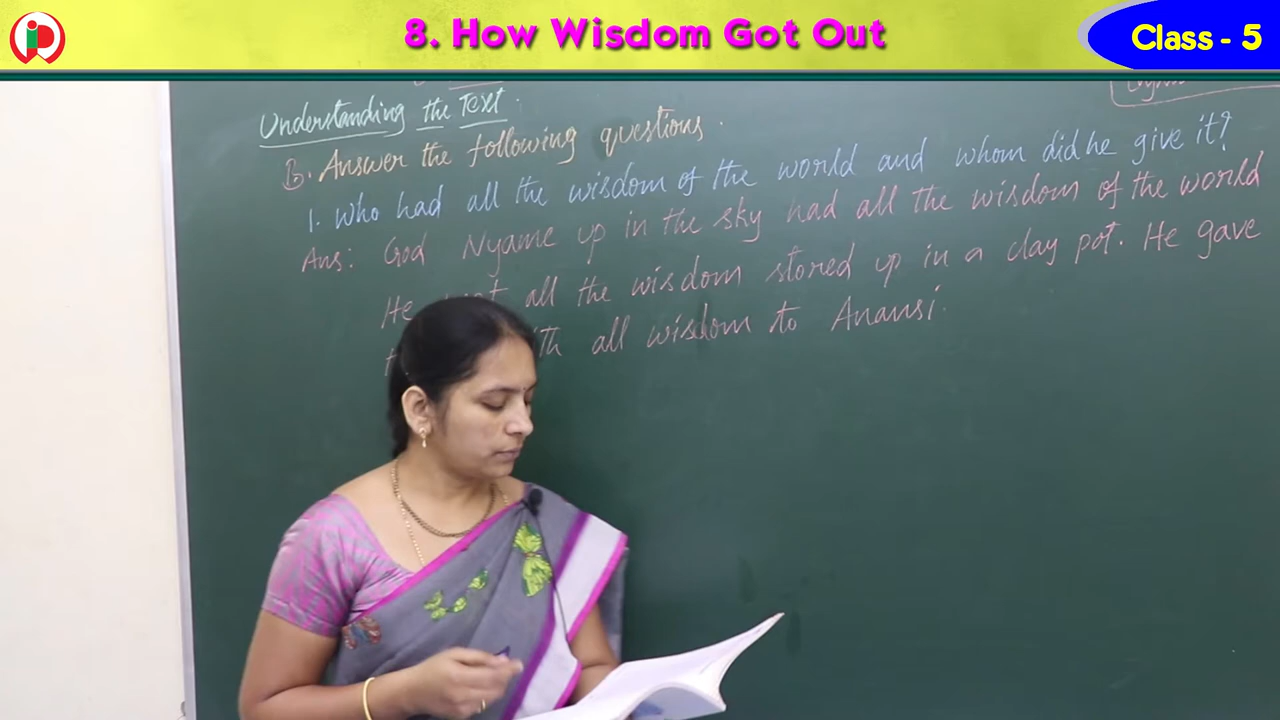 8. How Wisdom Got Out
Class - 5
Understanding the Text.
B. Answer the following questions.
1. Who had all the wisdom of the world and whom did he give it?
Ans: God Nyame up in the sky had all the wisdom of the world
He all the wisdom stored up in a clay pot. He gave
all wisdom to Anansi.